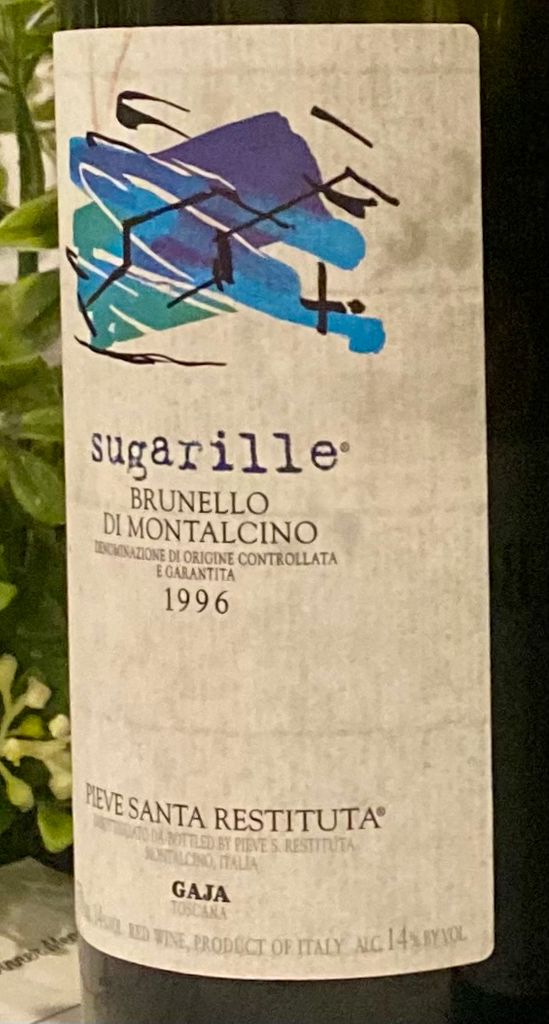 sugarille®
BRUNELLO
DI MONTALCINO
DENOMINAZIONE DI ORIGINE CONTROLLATA
E GARANTITA
1996
PIEVE SANTA RESTITUTA®
DA BOTTLED BY PIEVE S. RESTITUTA
MONTALCINO, ITALIA
GAJA
TOSCANA
RED WINE, PRODUCT OF ITALY ALC. 14% BY VOL.